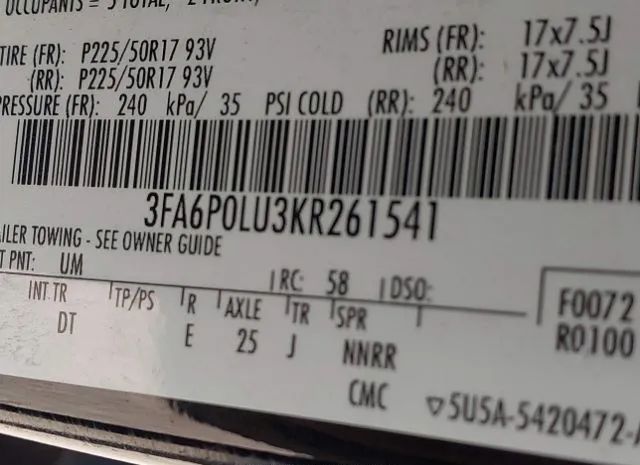 OCCUPANTS = 5 TOTAL, 2 FRONT,
TIRE (FR): P225/50R17 93V RIMS (FR): 17x7.5J
(RR): P225/50R17 93V (RR): 17x7.5J
PRESSURE (FR): 240 kPa/ 35 PSI COLD (RR): 240 kPa/ 35
3FA6P0LU3KR261541
AILER TOWING - SEE OWNER GUIDE
T PNT: UM RC: 58 DSO:
INT TR TP/PS R AXLE TR SPR
DT E 25 J NNRR
CMC
F0072
R0100
▽5U5A-5420472-A